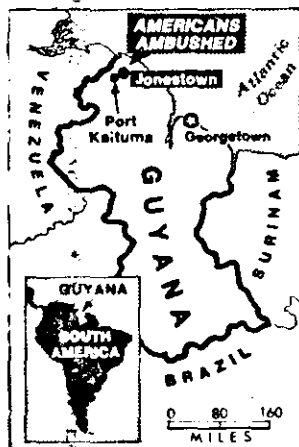 AMERICANS
AMBUSHED
Jonestown
Atlantic
Ocean
VENEZUELA
Port
Kaituma
Georgetown
GUYANA
SURINAM
BRAZIL
GUYANA
SOUTH
AMERICA
0 80 160
MILES